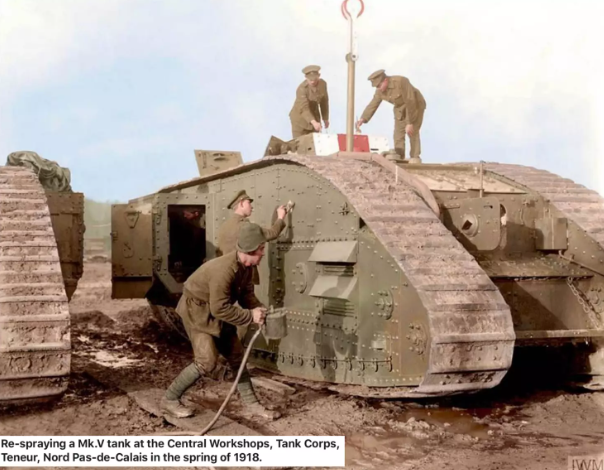 Re-spraying a Mk.V tank at the Central Workshops, Tank Corps,
Teneur, Nord Pas-de-Calais in the spring of 1918.
IWM